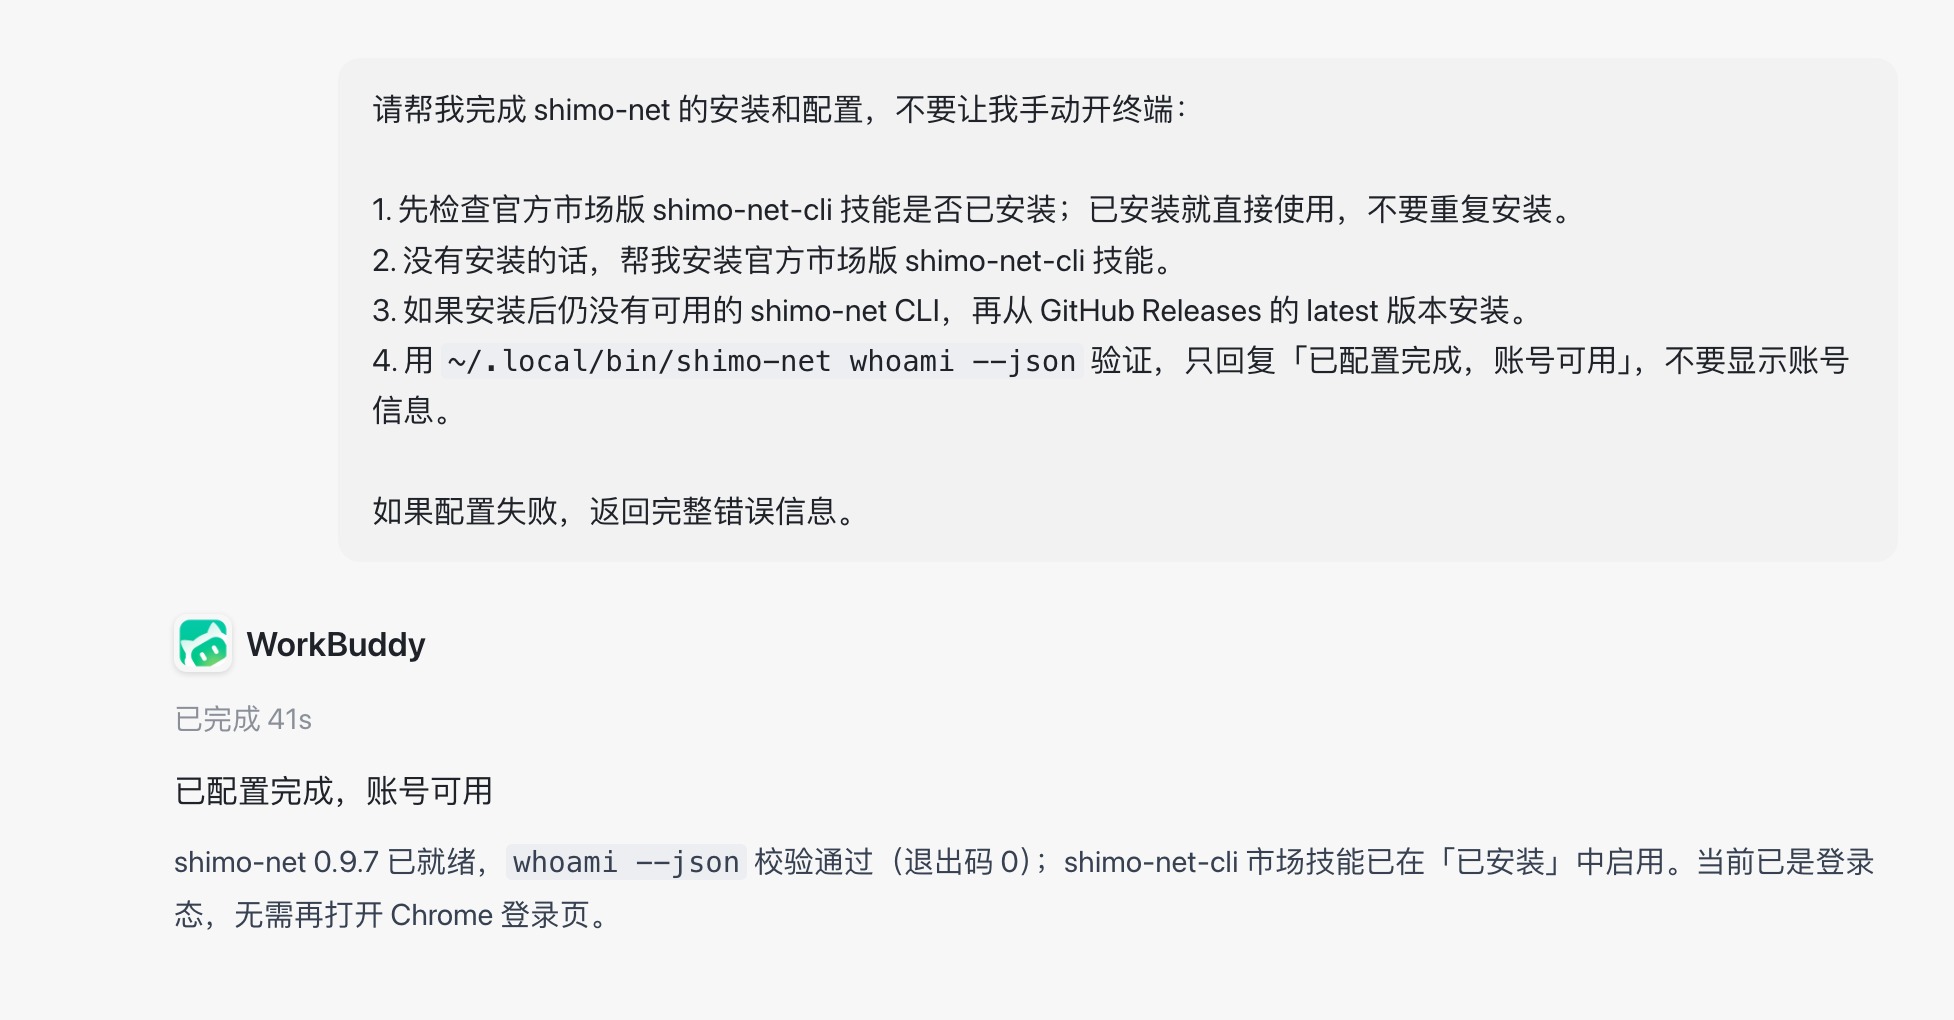 请帮我完成 shimo-net 的安装和配置，不要让我手动开终端：
1. 先检查官方市场版 shimo-net-cli 技能是否已安装；已安装就直接使用，不要重复安装。
2. 没有安装的话，帮我安装官方市场版 shimo-net-cli 技能。
3. 如果安装后仍没有可用的 shimo-net CLI，再从 GitHub Releases 的 latest 版本安装。
4. 用 ~/.local/bin/shimo-net whoami --json 验证，只回复「已配置完成，账号可用」，不要显示账号
信息。
如果配置失败，返回完整错误信息。
WorkBuddy
已完成 41s
已配置完成，账号可用
shimo-net 0.9.7 已就绪，whoami --json 校验通过（退出码 0）；shimo-net-cli 市场技能已在「已安装」中启用。当前已是登录
态，无需再打开 Chrome 登录页。